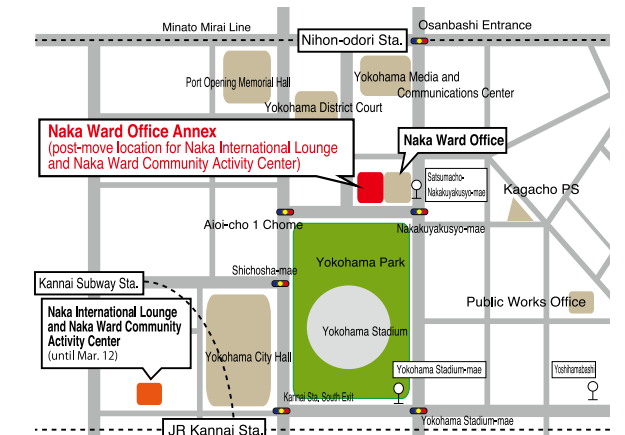 Minato Mirai Line
Osanbashi Entrance
Nihon-odori Sta.
Port Opening Memorial Hall
Yokohama Media and
Communications Center
Yokohama District Court
Naka Ward Office Annex
(post-move location for Naka International Lounge
and Naka Ward Community Activity Center)
Naka Ward Office
Satsumacho-
Nakakuyakusyo-mae
Kagacho PS
Aioi-cho 1 Chome
Nakakuyakusyo-mae
Yokohama Park
Shichosha-mae
Kannai Subway Sta.
Naka International Lounge
and Naka Ward Community
Activity Center
(until Mar. 12)
Public Works Office
Yokohama Stadium
Yokohama City Hall
Yokohama Stadium-mae
Yoshihamabashi
Kannai Sta. South Exit
Yokohama Stadium-mae
JR Kannai Sta.